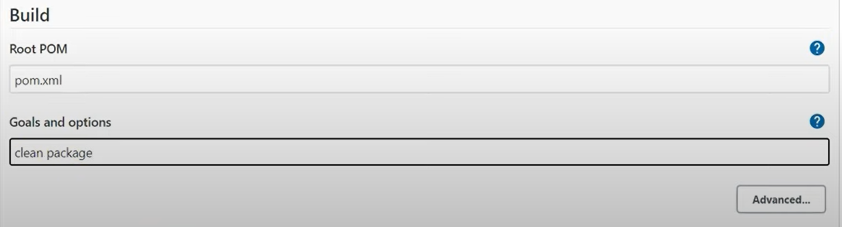 Build
Root POM
?
pom.xml
Goals and options
?
clean package
Advanced...